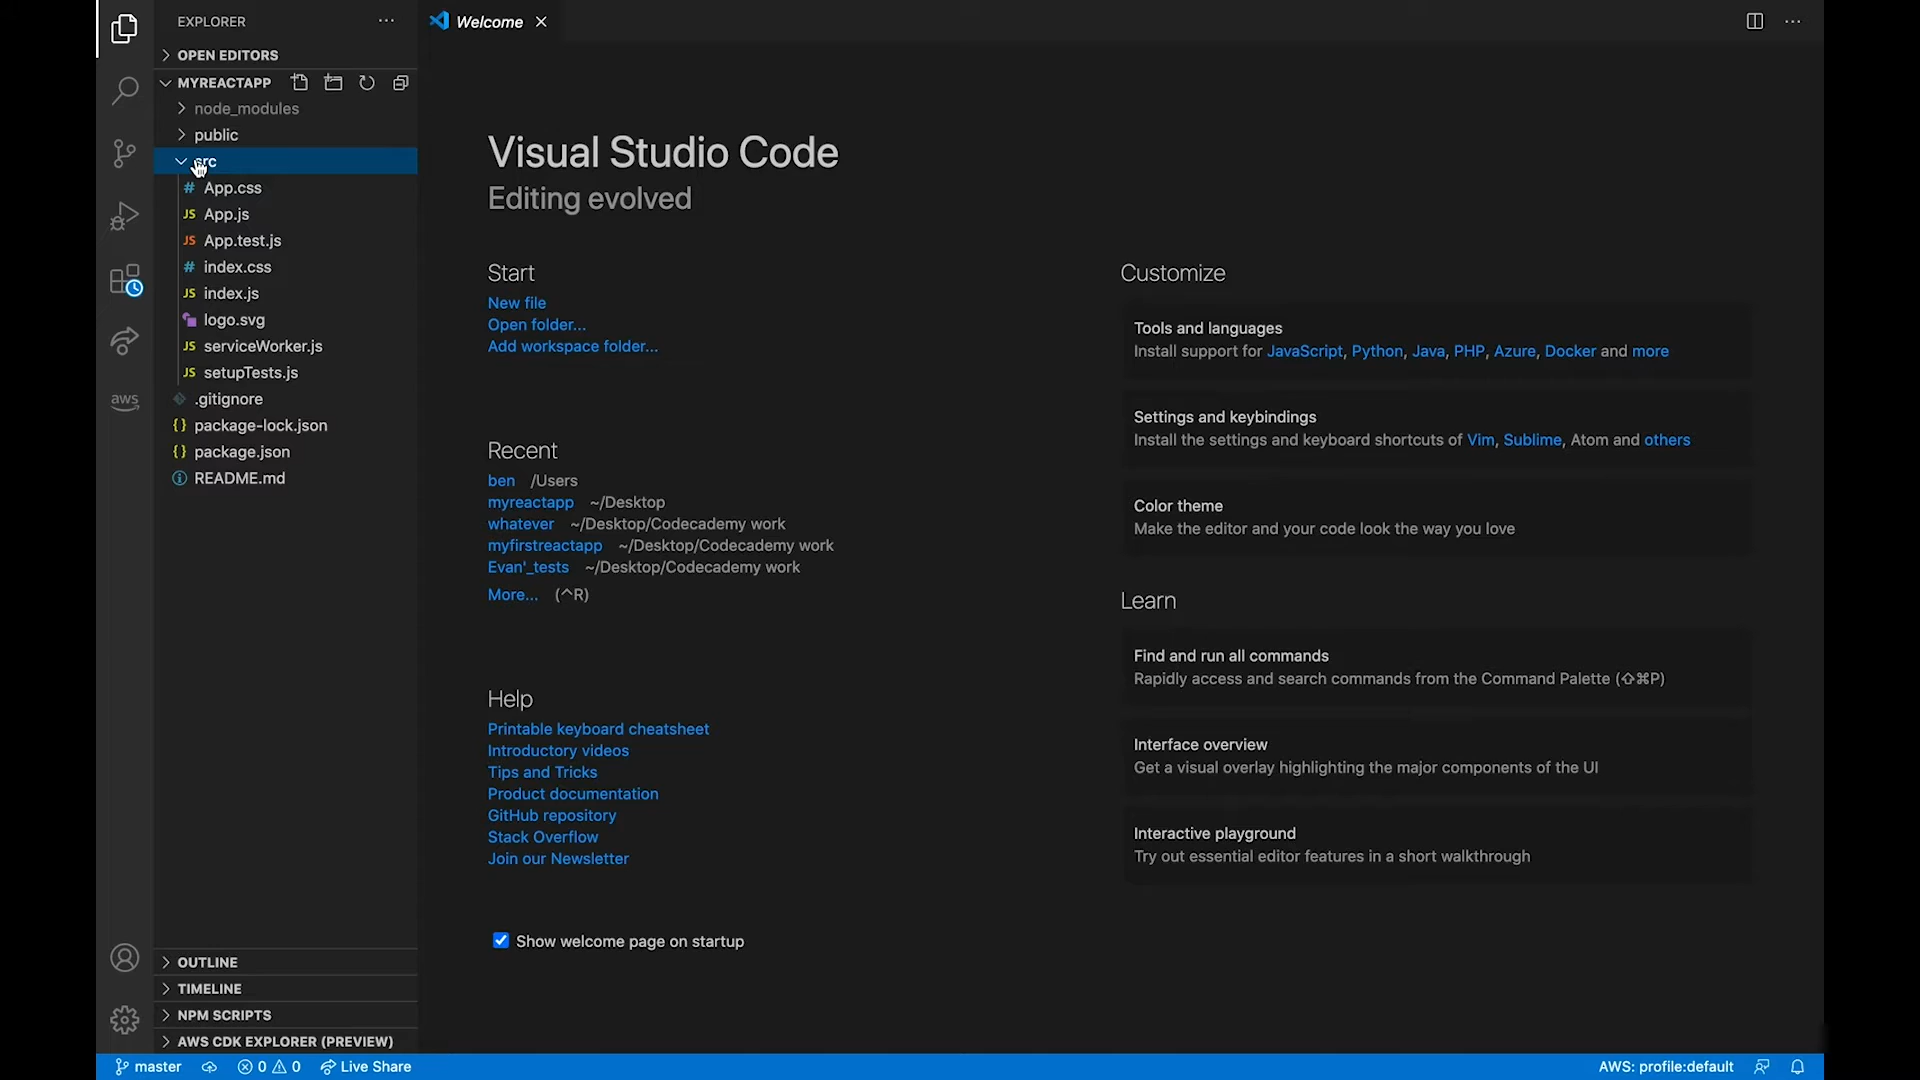 EXPLORER
OPEN EDITORS
MYREACTAPP
node_modules
public
src
# App.css
JS App.js
JS App.test.js
# index.css
JS index.js
logo.svg
JS serviceWorker.js
JS setupTests.js
.gitignore
{} package-lock.json
{} package.json
README.md
aws
OUTLINE
TIMELINE
NPM SCRIPTS
AWS CDK EXPLORER (PREVIEW)
Welcome
Visual Studio Code
Editing evolved
Start
New file
Open folder...
Add workspace folder...
Recent
ben /Users
myreactapp ~/Desktop
whatever ~/Desktop/Codecademy work
myfirstreactapp ~/Desktop/Codecademy work
Evan'_tests ~/Desktop/Codecademy work
More... (^R)
Help
Printable keyboard cheatsheet
Introductory videos
Tips and Tricks
Product documentation
GitHub repository
Stack Overflow
Join our Newsletter
Show welcome page on startup
Customize
Tools and languages
Install support for JavaScript, Python, Java, PHP, Azure, Docker and more
Settings and keybindings
Install the settings and keyboard shortcuts of Vim, Sublime, Atom and others
Color theme
Make the editor and your code look the way you love
Learn
Find and run all commands
Rapidly access and search commands from the Command Palette (⇧⌘P)
Interface overview
Get a visual overlay highlighting the major components of the UI
Interactive playground
Try out essential editor features in a short walkthrough
master 0 0 Live Share
AWS: profile:default